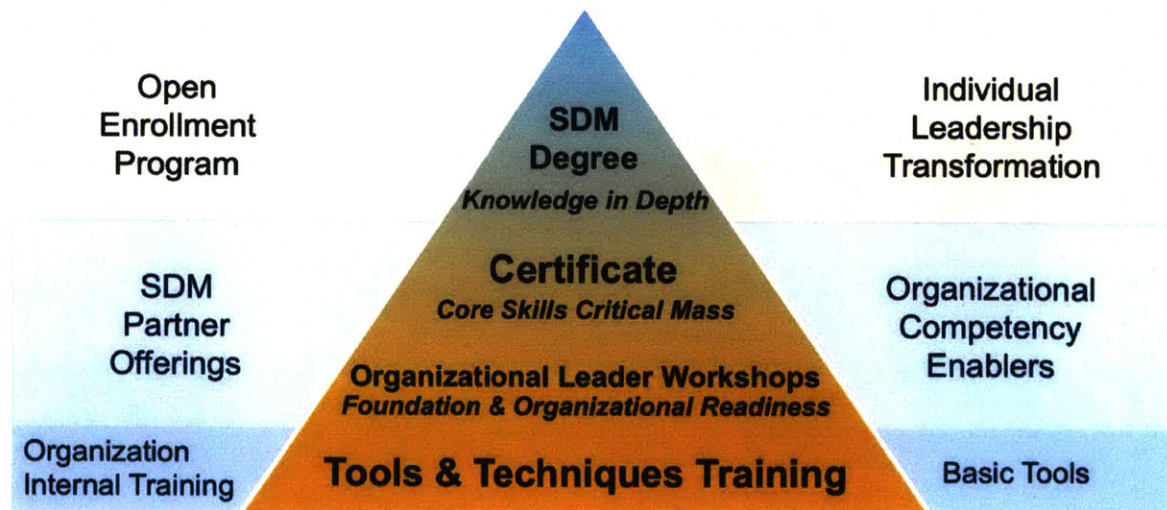 Open
Enrollment
Program
SDM
Degree
Knowledge in Depth
Individual
Leadership
Transformation
SDM
Partner
Offerings
Certificate
Core Skills Critical Mass
Organizational Leader Workshops
Foundation & Organizational Readiness
Organizational
Competency
Enablers
Organization
Internal Training
Tools & Techniques Training
Basic Tools